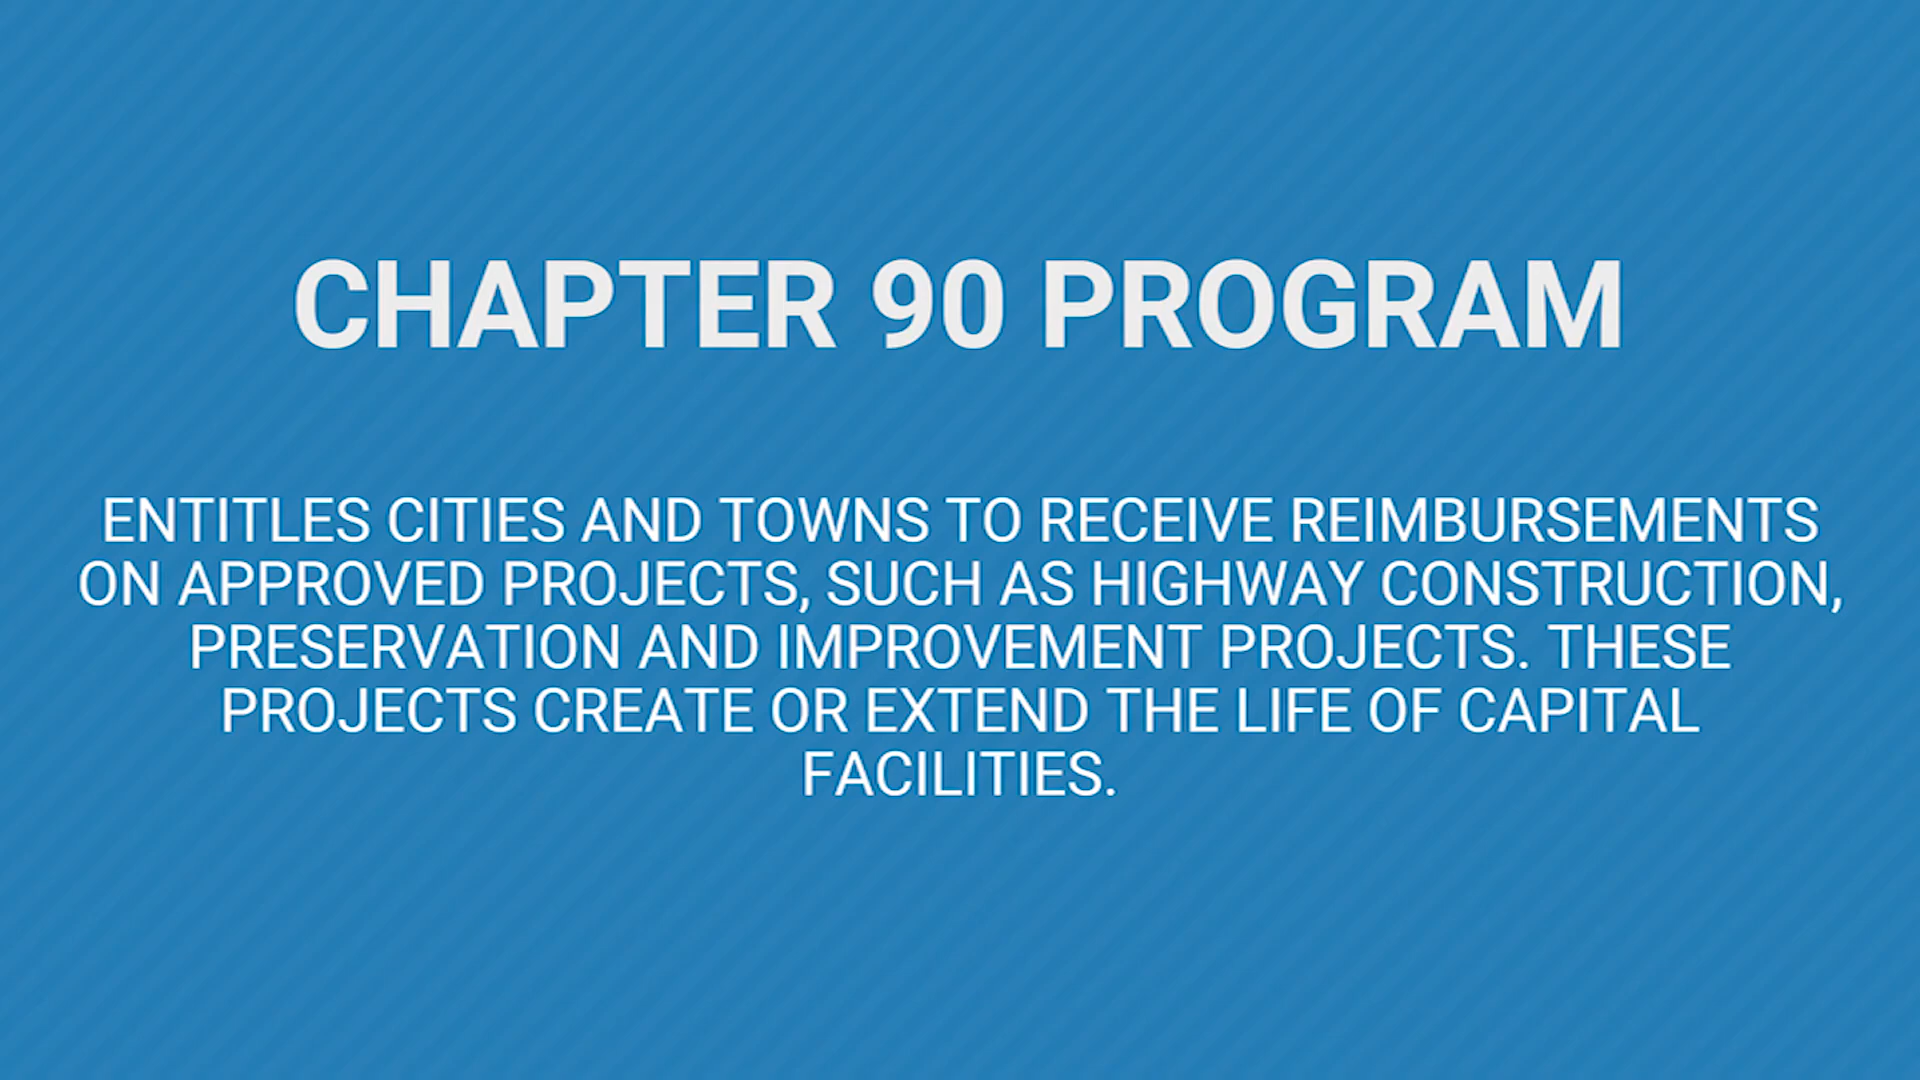 CHAPTER 90 PROGRAM
ENTITLES CITIES AND TOWNS TO RECEIVE REIMBURSEMENTS
ON APPROVED PROJECTS, SUCH AS HIGHWAY CONSTRUCTION,
PRESERVATION AND IMPROVEMENT PROJECTS. THESE
PROJECTS CREATE OR EXTEND THE LIFE OF CAPITAL
FACILITIES.